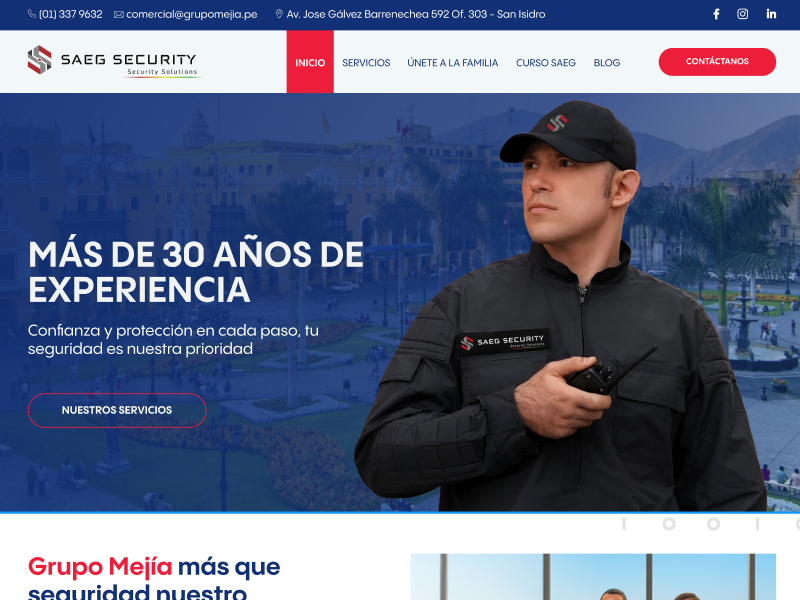 (01) 337 9632 comercial@grupomejia.pe Av. Jose Gálvez Barrenechea 592 Of. 303 - San Isidro
SAEG SECURITY
Security Solutions
INICIO SERVICIOS ÚNETE A LA FAMILIA CURSO SAEG BLOG CONTÁCTANOS
MÁS DE 30 AÑOS DE
EXPERIENCIA
Confianza y protección en cada paso, tu
seguridad es nuestra prioridad
NUESTROS SERVICIOS
SAEG SECURITY
Security Solutions
Grupo Mejía más que
seguridad nuestro